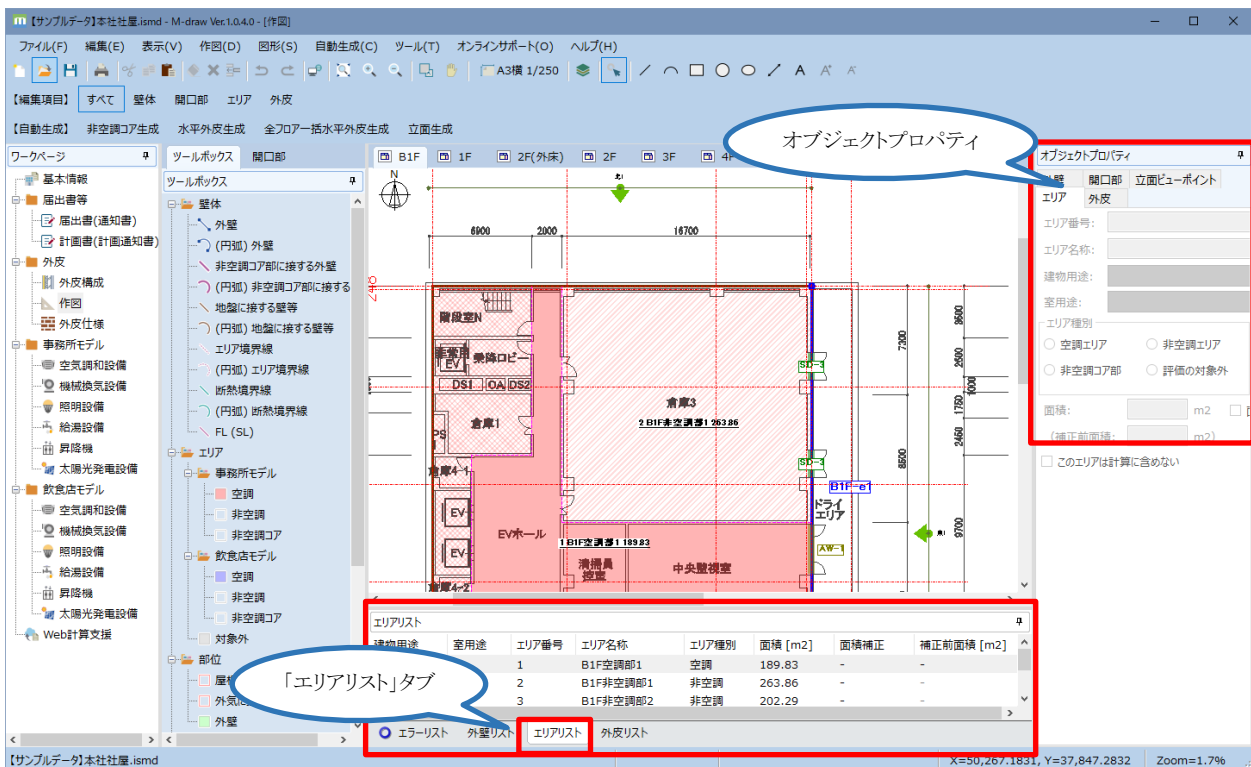 【サンプルデータ】本社社屋.ismd - M-draw Ver.1.0.4.0 - [作図]
ファイル(F) 編集(E) 表示(V) 作図(D) 図形(S) 自動生成(C) ツール(T) オンラインサポート(O) ヘルプ(H)
A3横 1/250
A A A
【編集項目】 すべて 壁体 開口部 エリア 外皮
【自動生成】 非空調コア生成 水平外皮生成 全フロア一括水平外皮生成 立面生成
オブジェクトプロパティ
ワークページ
基本情報
届出書等
届出書(通知書)
計画書(計画通知書)
外皮
外皮構成
作図
外皮仕様
事務所モデル
空気調和設備
機械換気設備
照明設備
給湯設備
昇降機
太陽光発電設備
飲食店モデル
空気調和設備
機械換気設備
照明設備
給湯設備
昇降機
太陽光発電設備
Web計算支援
ツールボックス 開口部
ツールボックス
壁体
外壁
(円弧) 外壁
非空調コア部に接する外壁
(円弧) 非空調コア部に接する
地盤に接する壁等
(円弧) 地盤に接する壁等
エリア境界線
(円弧) エリア境界線
断熱境界線
(円弧) 断熱境界線
FL (SL)
エリア
事務所モデル
空調
非空調
非空調コア
飲食店モデル
空調
非空調
非空調コア
対象外
部位
屋根
外気に
外壁
B1F 1F 2F(外床) 2F 3F 4F
N
6900 2000 16700
階段室N
非常用
EV
乗降ロビー
DS1 OA DS2
倉庫1
PS
倉庫4-1
EV
EV
倉庫4-2
EVホール
倉庫3
2 B1F非空調部1 263.86
1 B1F空調部1 189.83
清掃員
控室
中央監視室
SD-3
SD-3
B1F-e1
ドライ
エリア
AW-1
7200
8500
3600
2600
1000
1750
2450
9700
オブジェクトプロパティ
外壁 開口部 立面ビューポイント
エリア 外皮
エリア番号:
エリア名称:
建物用途:
室用途:
エリア種別
空調エリア 非空調エリア
非空調コア部 評価の対象外
面積: m2
(補正前面積: m2)
このエリアは計算に含めない
エリアリスト
建物用途 室用途 エリア番号 エリア名称 エリア種別 面積 [m2] 面積補正 補正前面積 [m2]
1 B1F空調部1 空調 189.83 - -
2 B1F非空調部1 非空調 263.86 - -
3 B1F非空調部2 非空調 202.29 - -
「エリアリスト」タブ
エラーリスト 外壁リスト エリアリスト 外皮リスト
【サンプルデータ】本社社屋.ismd X=50,267.1831, Y=37,847.2832 Zoom=1.7%